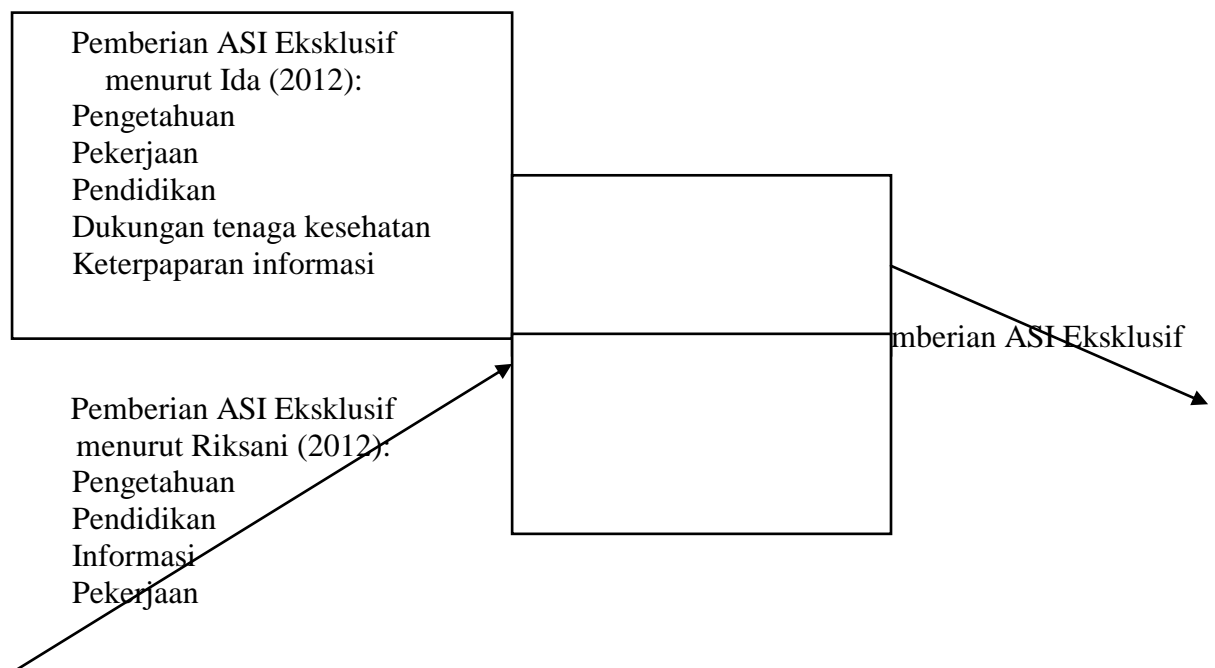 Pemberian ASI Eksklusif
menurut Ida (2012):
Pengetahuan
Pekerjaan
Pendidikan
Dukungan tenaga kesehatan
Keterpaparan informasi
mberian ASI Eksklusif
Pemberian ASI Eksklusif
menurut Riksani (2012):
Pengetahuan
Pendidikan
Informasi
Pekerjaan